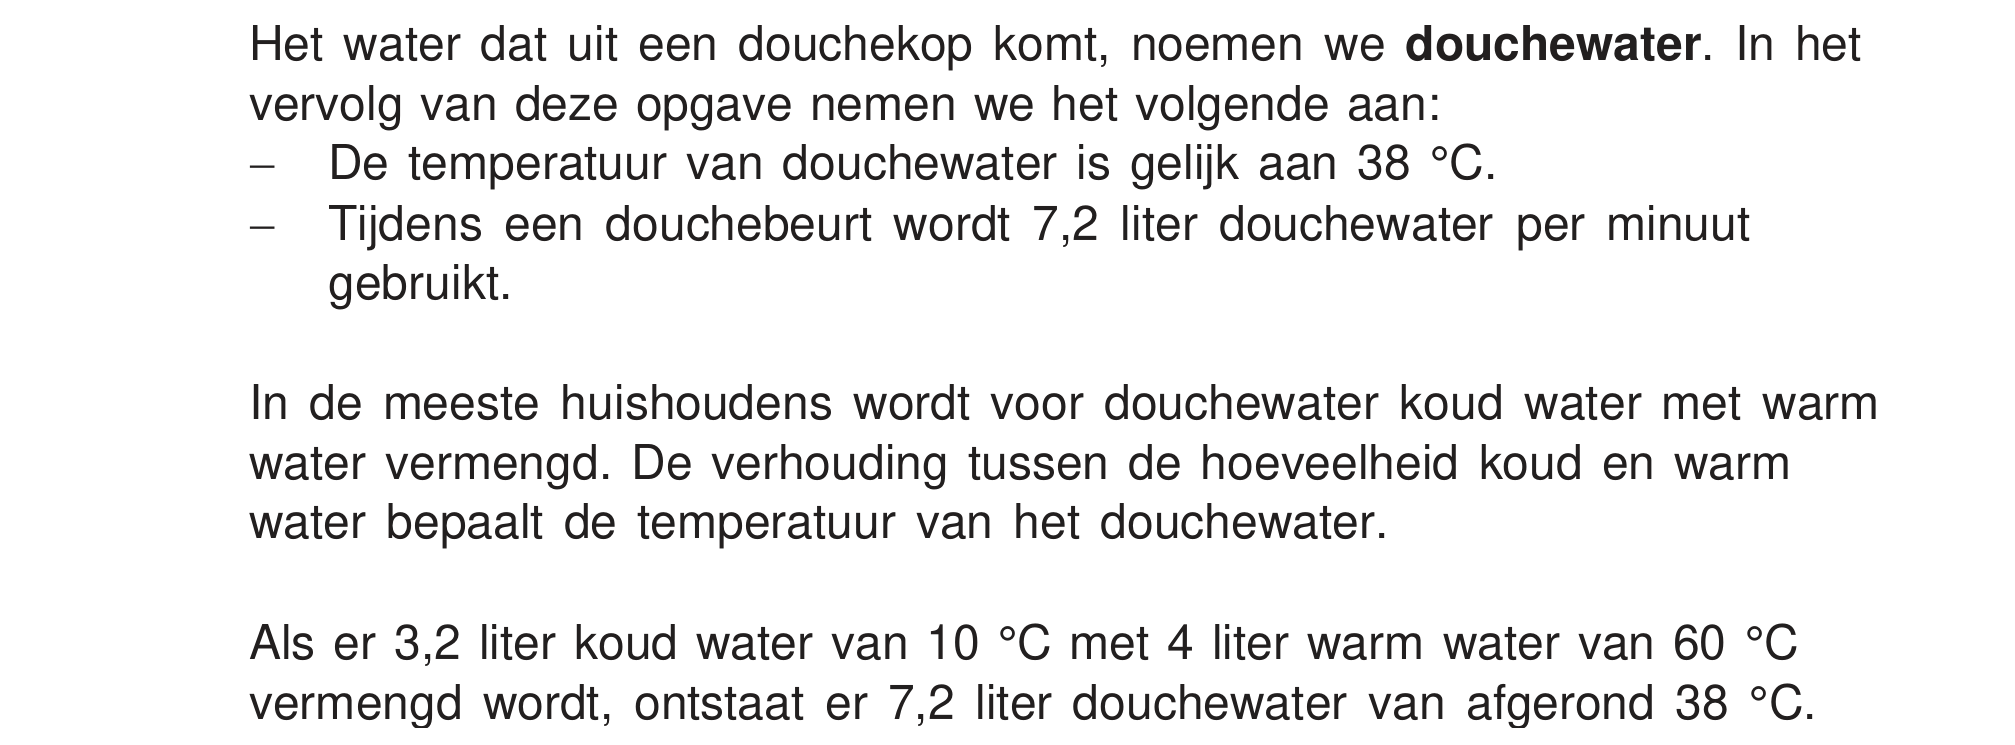 Het water dat uit een douchekop komt, noemen we douchewater. In het
vervolg van deze opgave nemen we het volgende aan:
– De temperatuur van douchewater is gelijk aan 38 °C.
– Tijdens een douchebeurt wordt 7,2 liter douchewater per minuut
gebruikt.
In de meeste huishoudens wordt voor douchewater koud water met warm
water vermengd. De verhouding tussen de hoeveelheid koud en warm
water bepaalt de temperatuur van het douchewater.
Als er 3,2 liter koud water van 10 °C met 4 liter warm water van 60 °C
vermengd wordt, ontstaat er 7,2 liter douchewater van afgerond 38 °C.